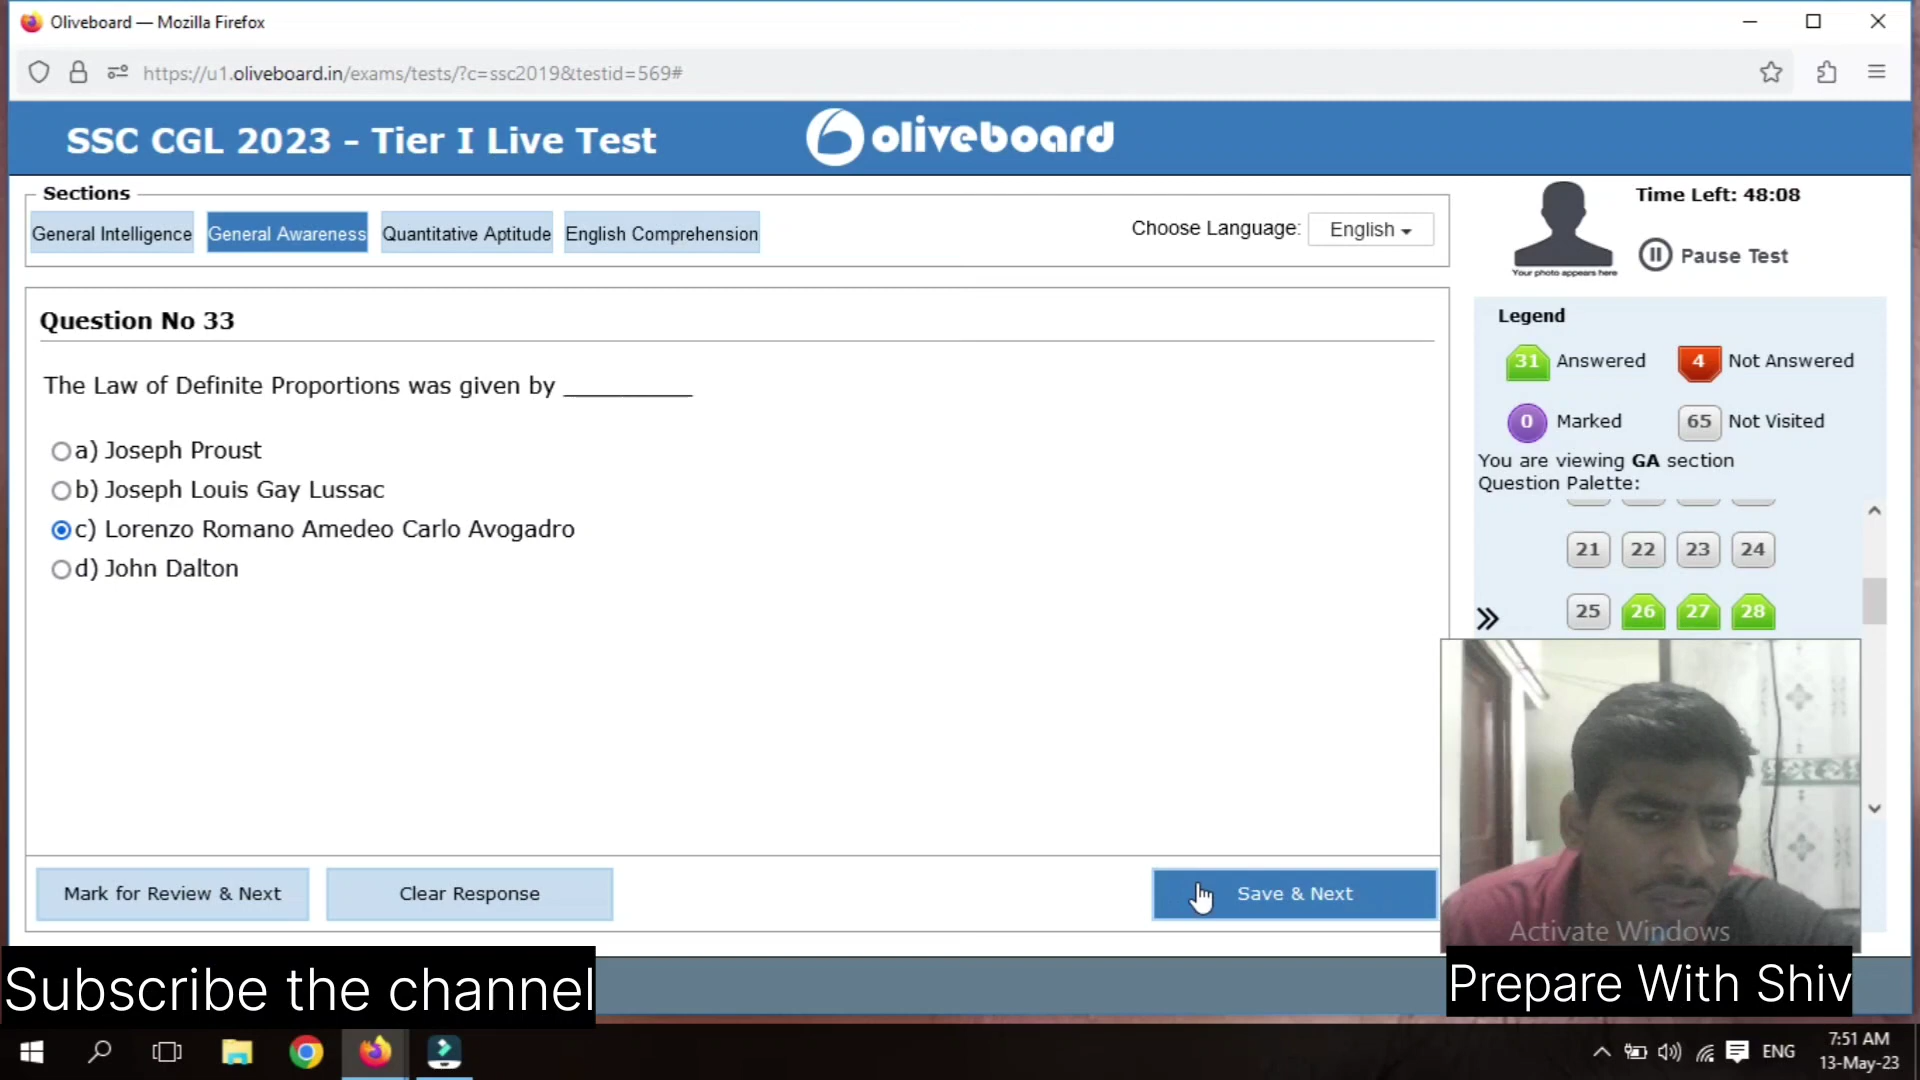 Oliveboard — Mozilla Firefox
https://u1.oliveboard.in/exams/tests/?c=ssc2019&testid=569#
SSC CGL 2023 - Tier I Live Test
oliveboard
Sections
General Intelligence
General Awareness
Quantitative Aptitude
English Comprehension
Choose Language:
English
Your photo appears here
Time Left: 48:08
Pause Test
Question No 33
The Law of Definite Proportions was given by __________
a) Joseph Proust
b) Joseph Louis Gay Lussac
c) Lorenzo Romano Amedeo Carlo Avogadro
d) John Dalton
Legend
31 Answered
4 Not Answered
0 Marked
65 Not Visited
You are viewing GA section
Question Palette:
21 22 23 24
25 26 27 28
Mark for Review & Next
Clear Response
Save & Next
Activate Windows
Subscribe the channel
Prepare With Shiv
ENG
7:51 AM
13-May-23